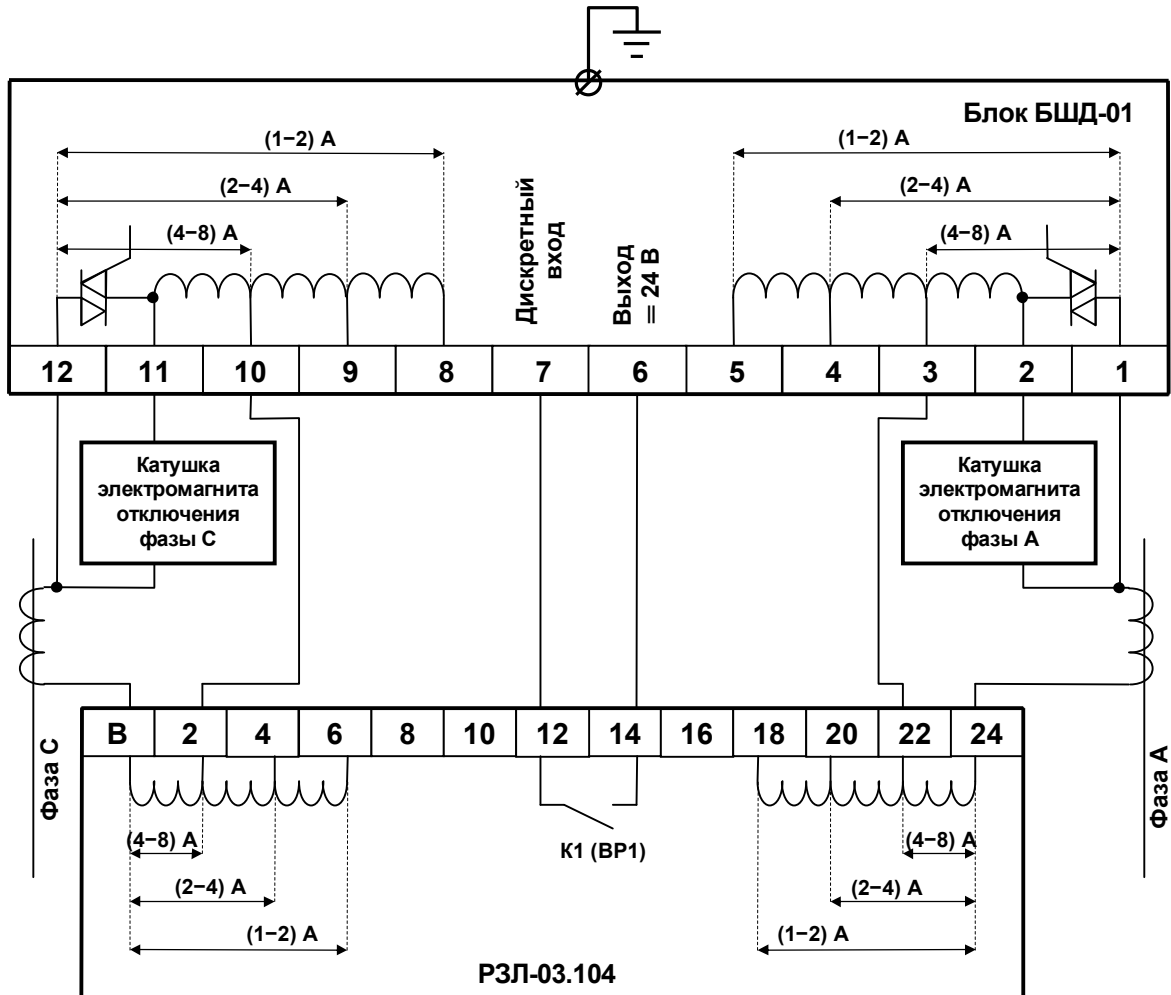 Блок БШД-01
(1−2) А
(1−2) А
(2−4) А
(2−4) А
(4−8) А
(4−8) А
Дискретный
вход
Выход
= 24 В
12 11 10 9 8 7 6 5 4 3 2 1
Катушка
электромагнита
отключения
фазы С
Катушка
электромагнита
отключения
фазы А
Фаза С
Фаза А
В 2 4 6 8 10 12 14 16 18 20 22 24
К1 (ВР1)
(4−8) А
(4−8) А
(2−4) А
(2−4) А
(1−2) А
(1−2) А
РЗЛ-03.104